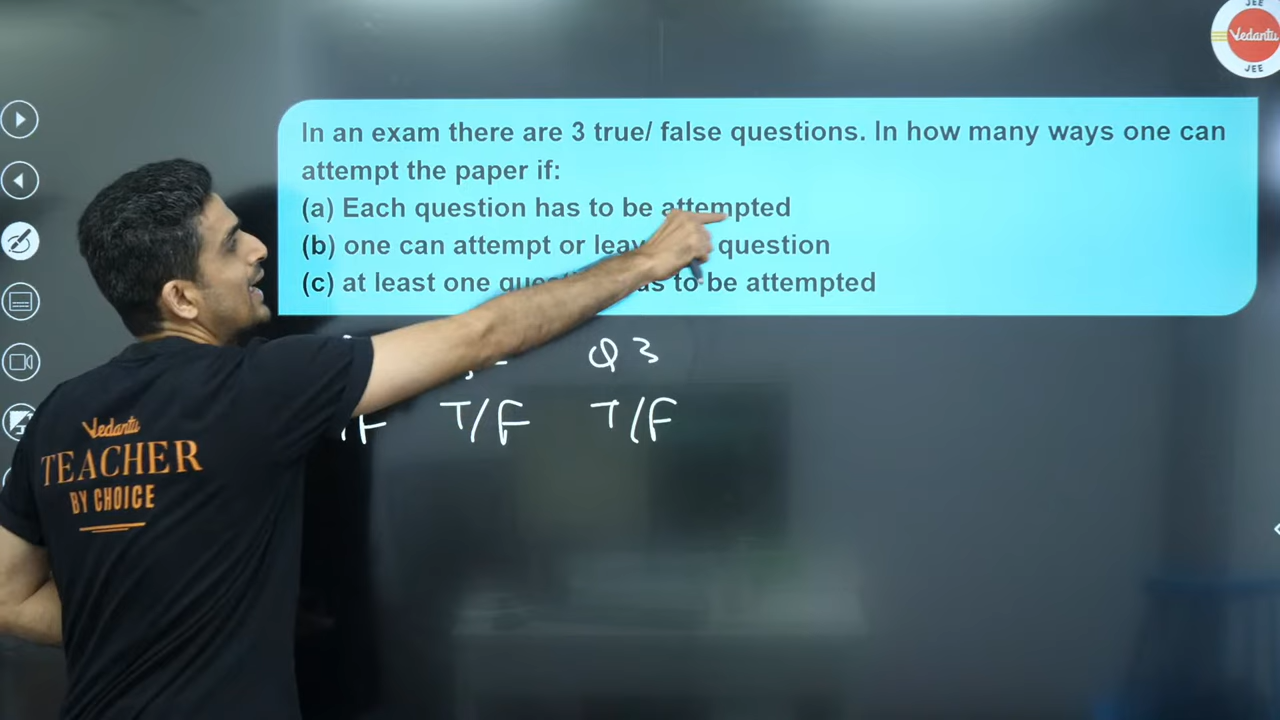 JEE
Vedantu
JEE
In an exam there are 3 true/ false questions. In how many ways one can
attempt the paper if:
(a) Each question has to be attempted
(b) one can attempt or question
(c) at least one to be attempted
Q 3
T/F T/F
Vedantu
TEACHER
BY CHOICE